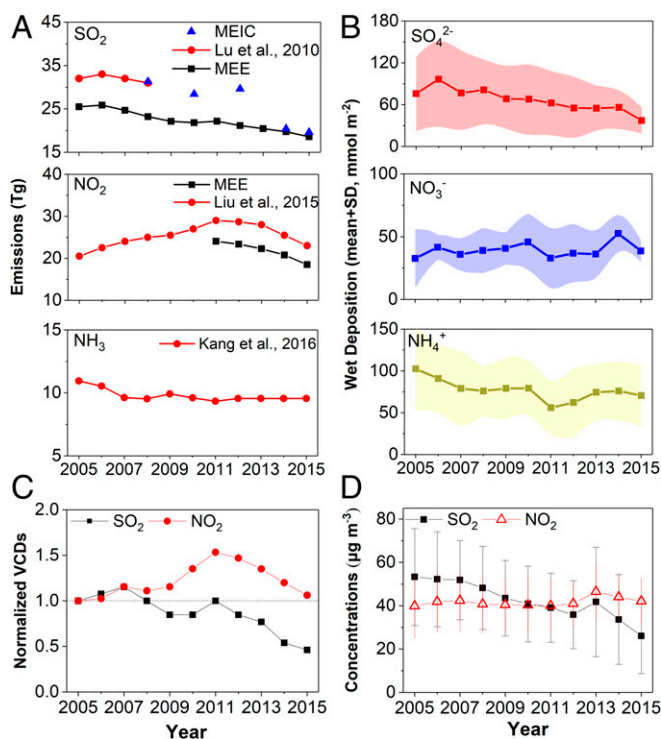 A
SO2
MEIC
Lu et al., 2010
MEE
45
35
25
15
NO2
MEE
Liu et al., 2015
40
30
20
10
Emissions (Tg)
NH3
Kang et al., 2016
15
10
5
2005 2007 2009 2011 2013 2015
B
SO4 2-
180
120
60
0
NO3 -
100
50
0
Wet Deposition (mean+SD, mmol m-2)
NH4 +
150
100
50
0
2005 2007 2009 2011 2013 2015
C
SO2 NO2
2.0
1.5
1.0
0.5
0.0
Normalized VCDs
2005 2007 2009 2011 2013 2015
Year
D
SO2 NO2
80
60
40
20
0
Concentrations (µg m-3)
2005 2007 2009 2011 2013 2015
Year